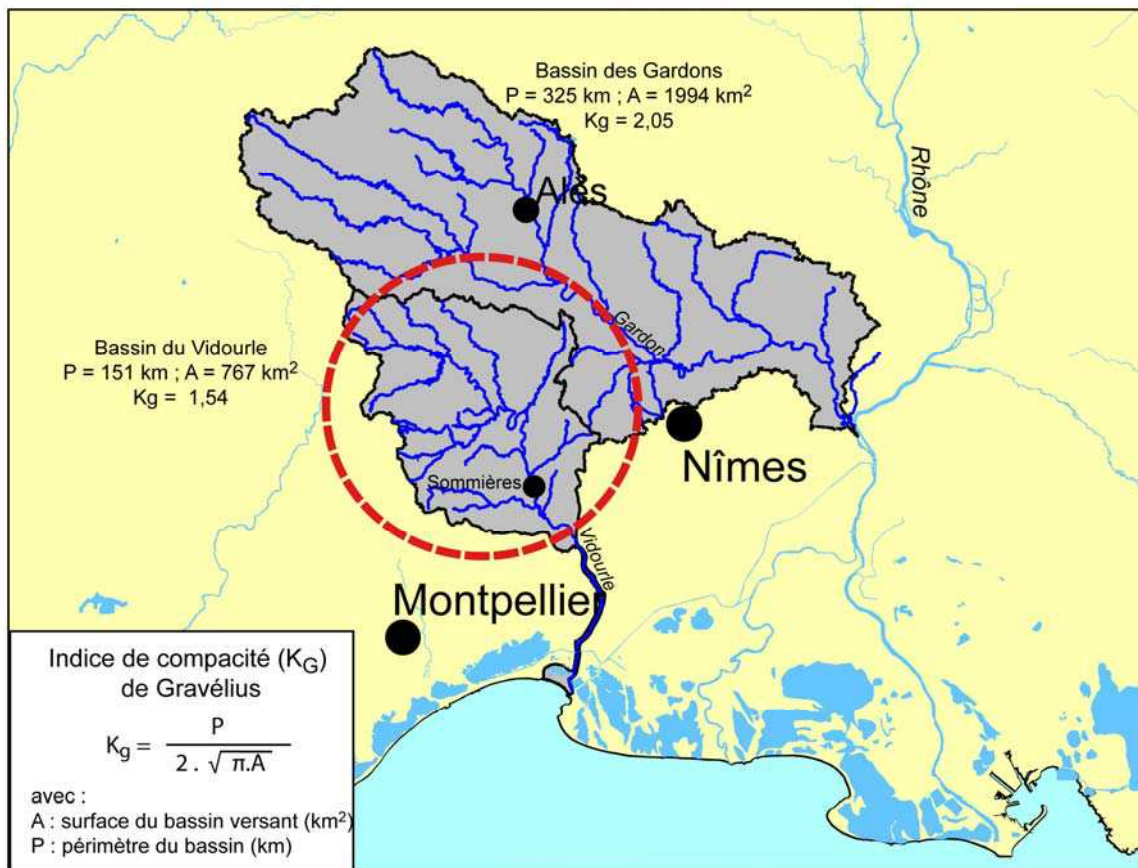 Bassin des Gardons
P = 325 km ; A = 1994 km²
Kg = 2,05
Rhône
Alès
Gardon
Bassin du Vidourle
P = 151 km ; A = 767 km²
Kg = 1,54
Nîmes
Sommières
Vidourle
Montpellier
Indice de compacité (KG)
de Gravélius
Kg = P / 2 . √ π.A
avec :
A : surface du bassin versant (km²)
P : périmètre du bassin (km)